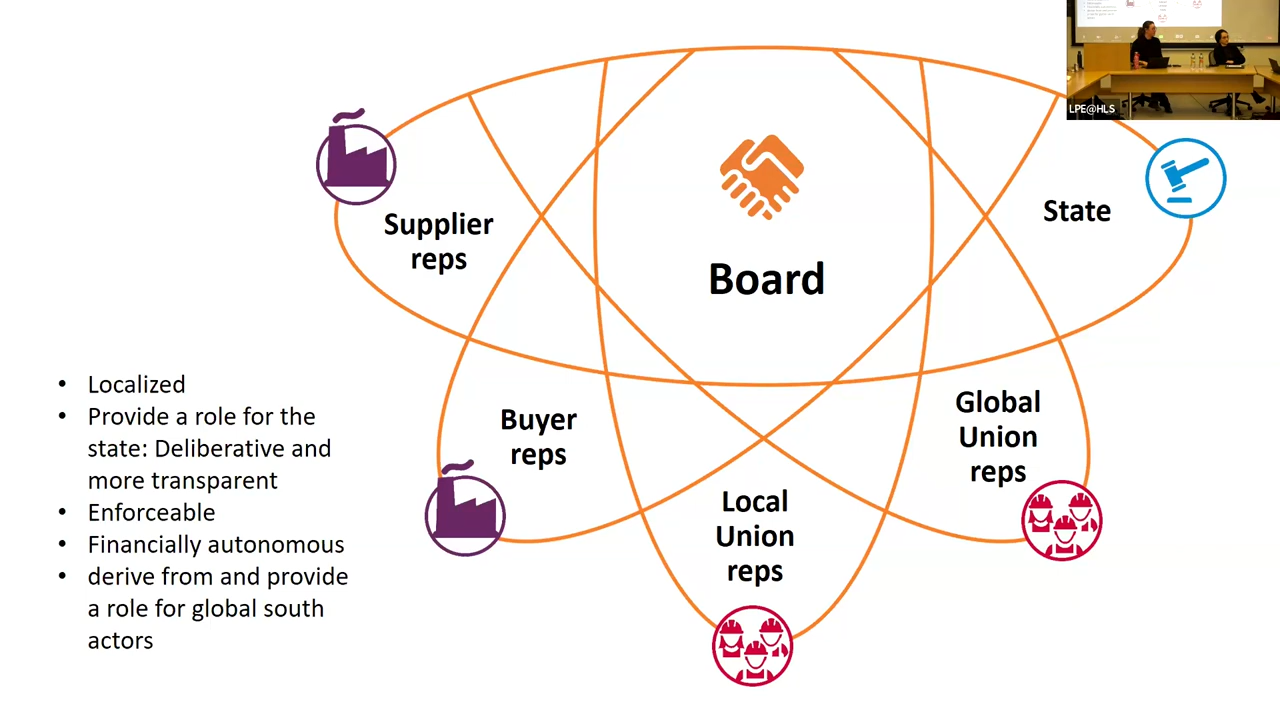 LPE@HLS
Supplier
reps
Board
State
Buyer
reps
Local
Union
reps
Global
Union
reps
• Localized
• Provide a role for the
state: Deliberative and
more transparent
• Enforceable
• Financially autonomous
• derive from and provide
a role for global south
actors